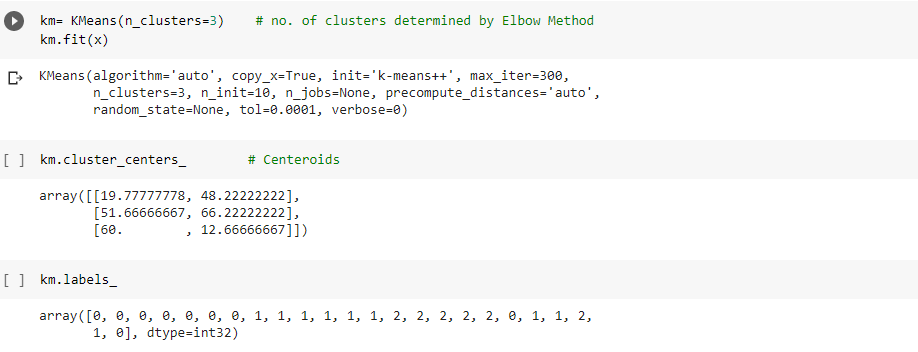 km= KMeans(n_clusters=3)    # no. of clusters determined by Elbow Method
km.fit(x)
KMeans(algorithm='auto', copy_x=True, init='k-means++', max_iter=300,
       n_clusters=3, n_init=10, n_jobs=None, precompute_distances='auto',
       random_state=None, tol=0.0001, verbose=0)
[ ] km.cluster_centers_        # Centeroids
array([[19.77777778, 48.22222222],
       [51.66666667, 66.22222222],
       [60.        , 12.66666667]])
[ ] km.labels_
array([0, 0, 0, 0, 0, 0, 0, 1, 1, 1, 1, 1, 1, 2, 2, 2, 2, 2, 0, 1, 1, 2,
       1, 0], dtype=int32)